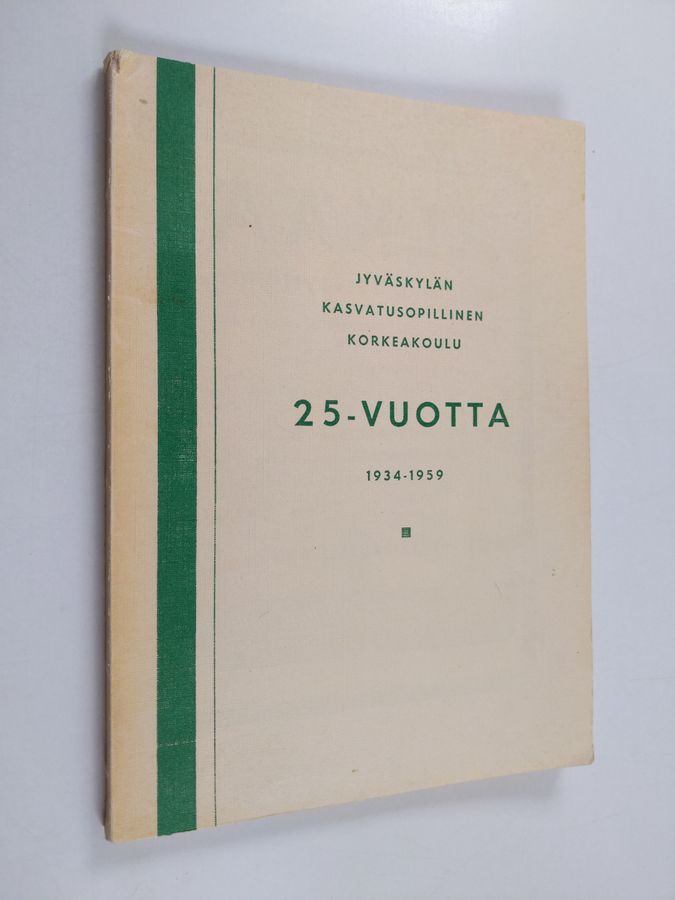 JYVÄSKYLÄN
KASVATUSOPILLINEN
KORKEAKOULU
25-VUOTTA
1934-1959